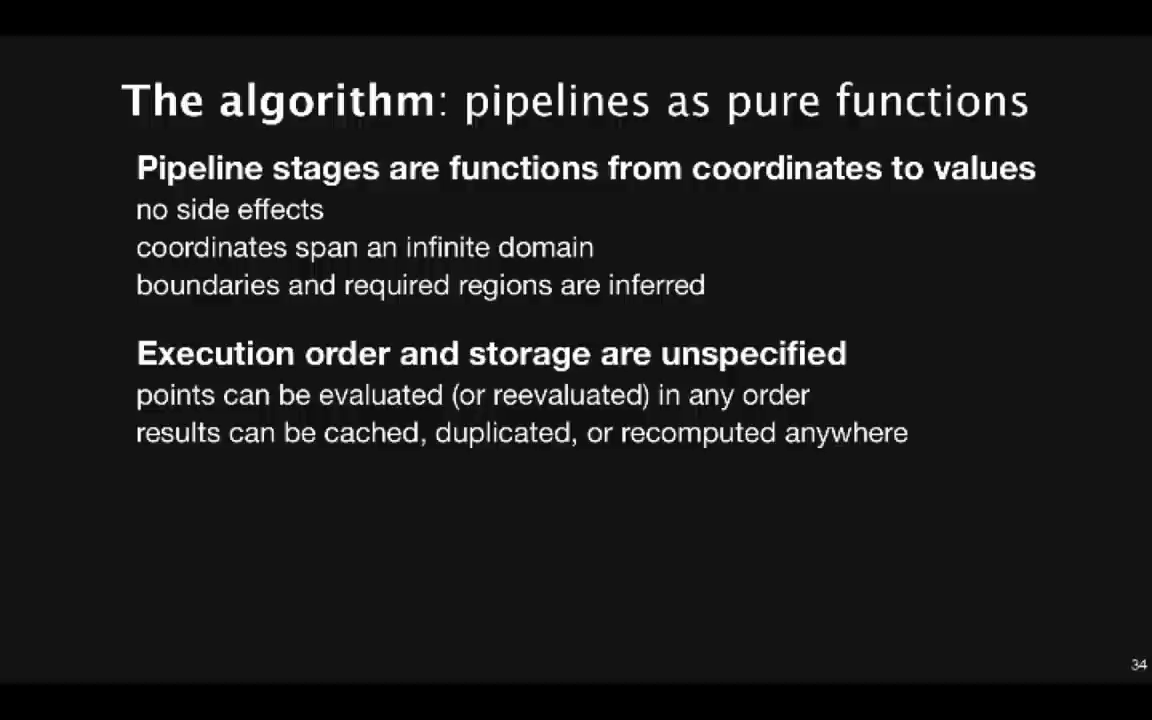 The algorithm: pipelines as pure functions
Pipeline stages are functions from coordinates to values
no side effects
coordinates span an infinite domain
boundaries and required regions are inferred
Execution order and storage are unspecified
points can be evaluated (or reevaluated) in any order
results can be cached, duplicated, or recomputed anywhere
34